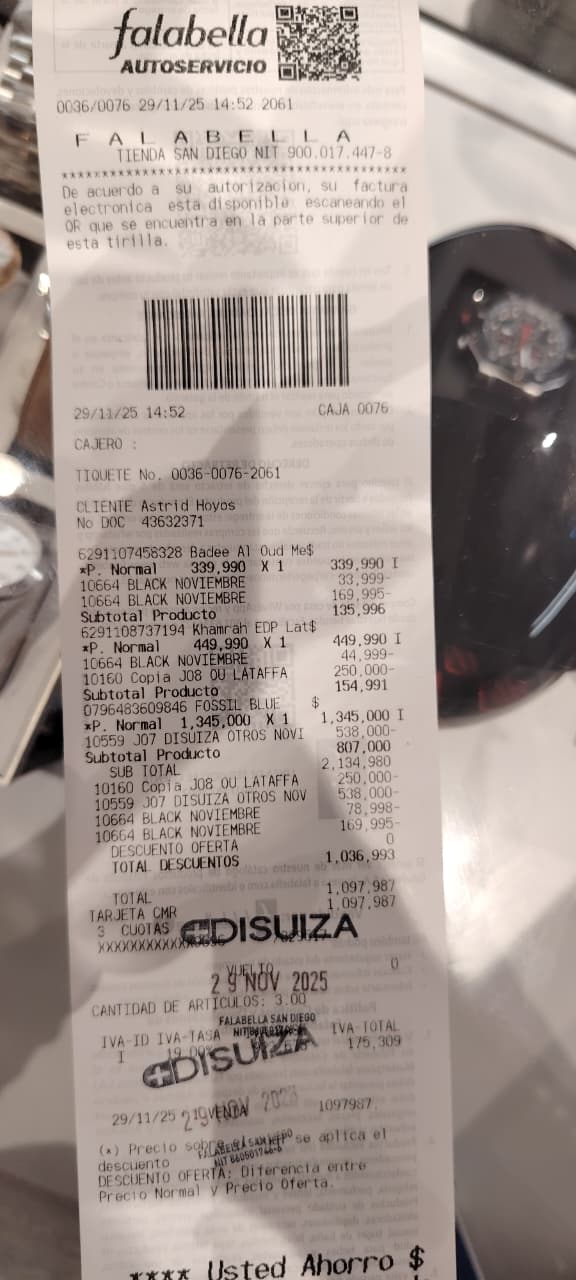 falabella
AUTOSERVICIO
0036/0076 29/11/25 14:52 2061
F A L A B E L L A
TIENDA SAN DIEGO NIT 900.017.447-8
De acuerdo a su autorizacion, su factura
electronica esta disponible escaneando el
QR que se encuentra en la parte superior de
esta tirilla.
29/11/25 14:52 CAJA 0076
CAJERO :
TIQUETE No. 0036-0076-2061
CLIENTE Astrid Hoyos
No DOC 43632371
6291107458328 Badee Al Oud Me$
*P. Normal 339,990 X 1 339,990 I
10664 BLACK NOVIEMBRE 33,999-
10664 BLACK NOVIEMBRE 169,995-
Subtotal Producto 135,996
6291108737194 Khamrah EDP Lat$
*P. Normal 449,990 X 1 449,990 I
10664 BLACK NOVIEMBRE 44,999-
10160 Copia J08 OU LATAFFA 250,000-
Subtotal Producto 154,991
0796483609846 FOSSIL BLUE $
*P. Normal 1,345,000 X 1 1,345,000 I
10559 J07 DISUIZA OTROS NOVI 538,000-
Subtotal Producto 807,000
SUB TOTAL 2,134,980
10160 Copia J08 OU LATAFFA 250,000-
10559 J07 DISUIZA OTROS NOV 538,000-
10664 BLACK NOVIEMBRE 78,998-
10664 BLACK NOVIEMBRE 169,995-
DESCUENTO OFERTA 0
TOTAL DESCUENTOS 1,036,993
TOTAL 1,097,987
TARJETA CMR 1,097,987
3 CUOTAS
DISUIZA
VUELTO 0
29 NOV 2025
CANTIDAD DE ARTICULOS: 3.00
FALABELLA SAN DIEGO
IVA-ID IVA-TASA IVA-TOTAL
I 19.00% 175,309
DISUIZA
29/11/25 VENTA 1097987
(*) Precio sobre el se aplica el
descuento
DESCUENTO OFERTA: Diferencia entre
Precio Normal y Precio Oferta.
**** Usted Ahorro $